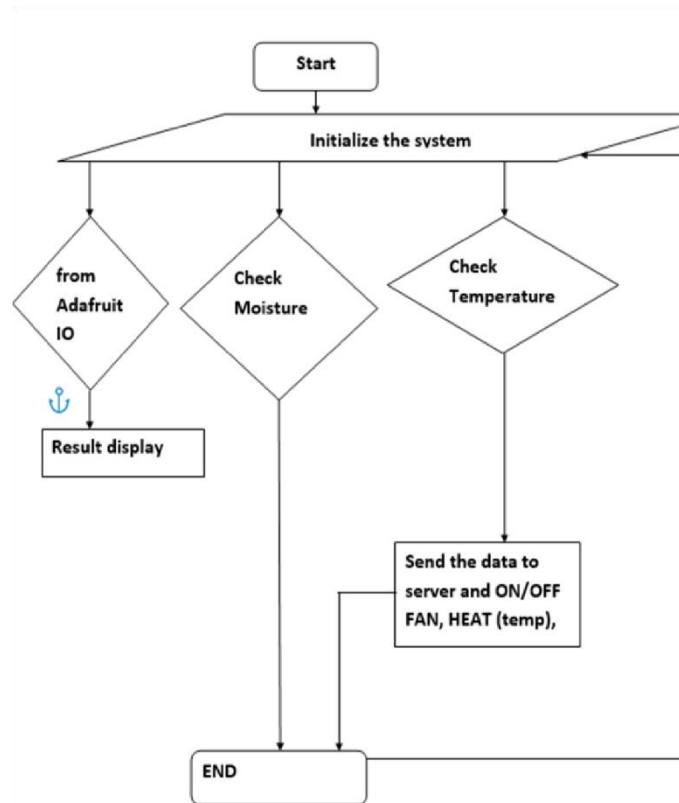 Start
Initialize the system
from
Adafruit
IO
Check
Moisture
Check
Temperature
Result display
Send the data to
server and ON/OFF
FAN, HEAT (temp),
END